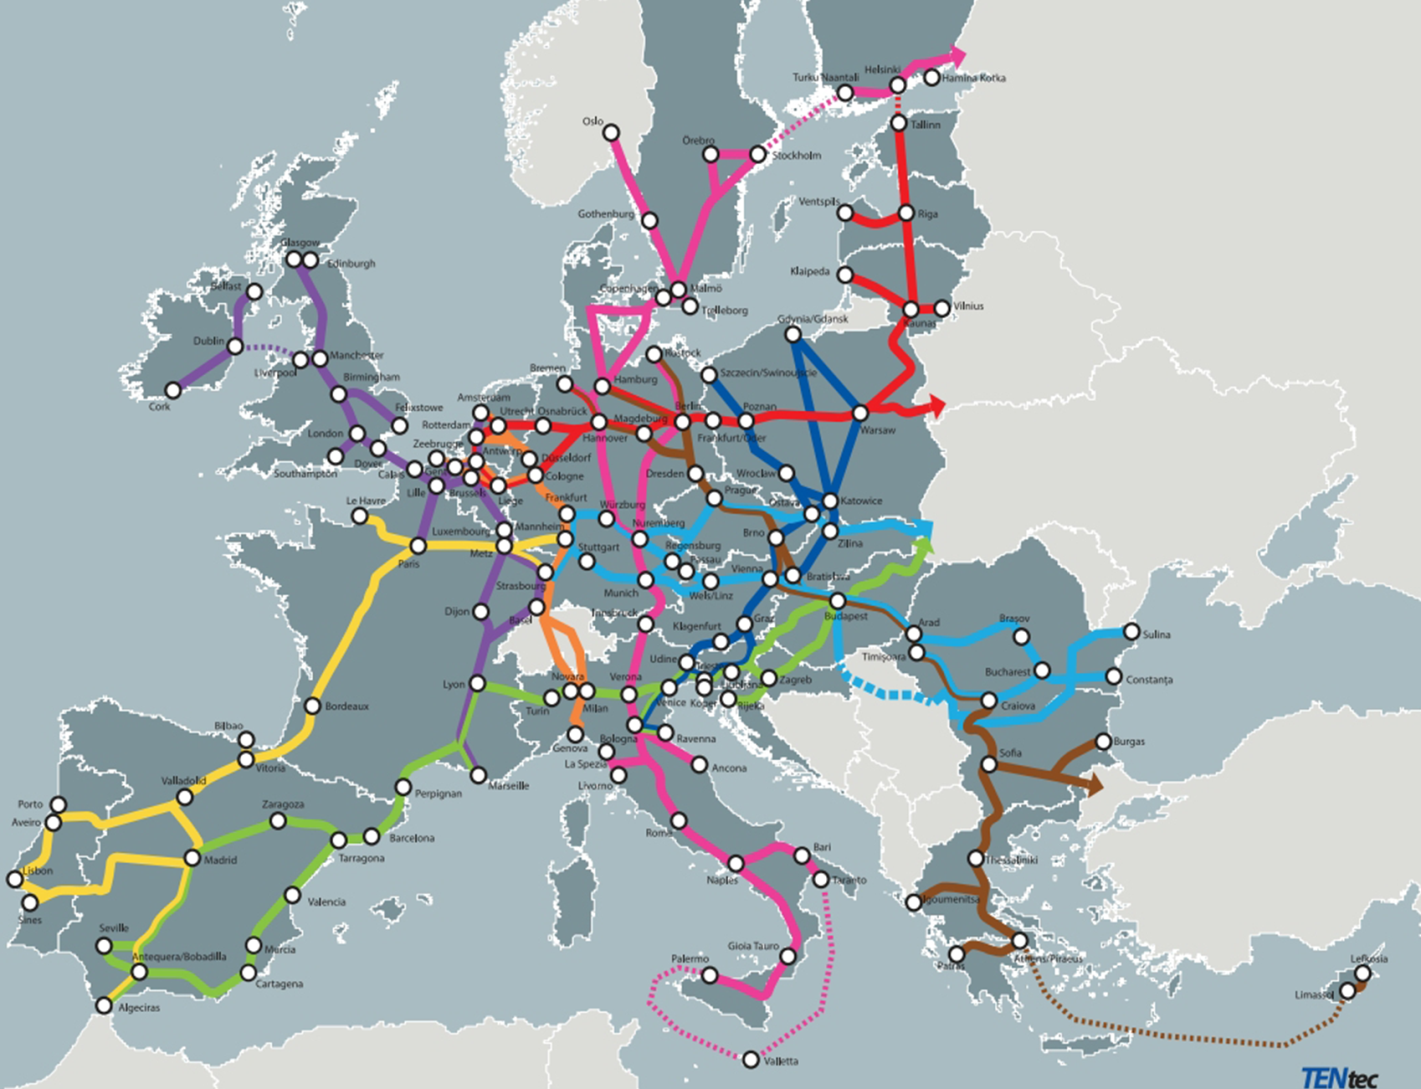 Helsinki
Turku Naantali
Hamina Kotka
Oslo
Tallinn
Örebro
Stockholm
Ventspils
Riga
Gothenburg
Glasgow
Edinburgh
Klaipeda
Belfast
Copenhagen
Malmö
Trelleborg
Vilnius
Gdynia/Gdansk
Kaunas
Dublin
Manchester
Liverpool
Rostock
Bremen
Szczecin/Swinoujscie
Birmingham
Hamburg
Cork
Amsterdam
Felixstowe
Utrecht
Osnabrück
Magdeburg
Berlin
Poznan
Rotterdam
London
Hannover
Frankfurt/Oder
Warsaw
Zeebrugge
Antwerp
Düsseldorf
Southampton
Dover
Calais
Gent
Cologne
Dresden
Wroclaw
Lille
Brussels
Liege
Frankfurt
Prague
Ostava
Katowice
Le Havre
Würzburg
Luxembourg
Mannheim
Nuremberg
Brno
Zilina
Paris
Metz
Stuttgart
Regensburg
Passau
Vienna
Bratislava
Strasbourg
Munich
Wels/Linz
Dijon
Basel
Innsbruck
Graz
Budapest
Klagenfurt
Arad
Braşov
Sulina
Timişoara
Udine
Trieste
Lyon
Novara
Verona
Ljubljana
Zagreb
Bucharest
Constanţa
Turin
Milan
Venice
Koper
Rijeka
Craiova
Bordeaux
Bilbao
Genova
Bologna
Ravenna
Burgas
Vitoria
La Spezia
Ancona
Sofia
Valladolid
Marseille
Livorno
Perpignan
Porto
Zaragoza
Aveiro
Roma
Barcelona
Madrid
Tarragona
Bari
Thessaliniki
Lisbon
Naples
Taranto
Sines
Valencia
Igoumenitsa
Seville
Murcia
Gioia Tauro
Antequera/Bobadilla
Palermo
Patras
Athens/Piraeus
Lefkosia
Cartagena
Limassol
Algeciras
Valletta
TENtec